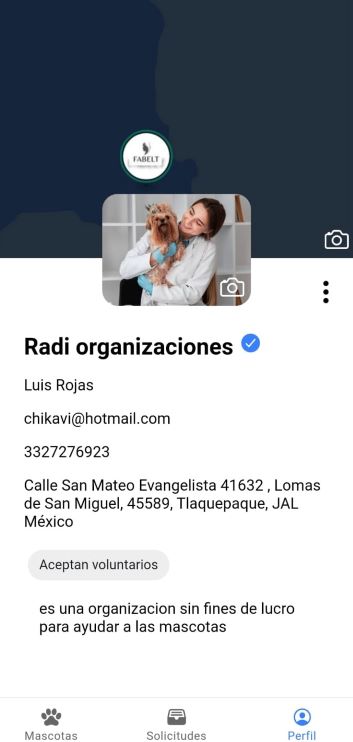 FABELT
Radi organizaciones
Luis Rojas
chikavi@hotmail.com
3327276923
Calle San Mateo Evangelista 41632 , Lomas
de San Miguel, 45589, Tlaquepaque, JAL
México
Aceptan voluntarios
es una organizacion sin fines de lucro
para ayudar a las mascotas
Mascotas
Solicitudes
Perfil